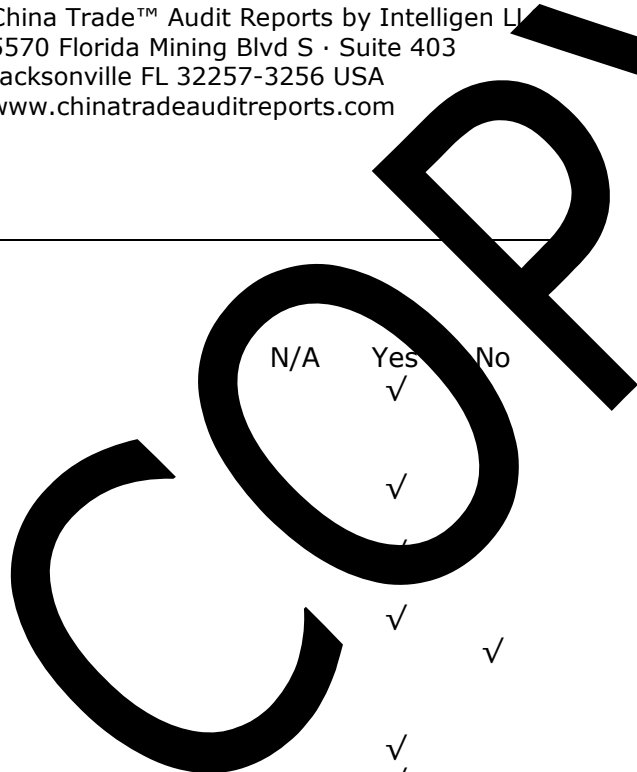 China Trade™ Audit Reports by Intelligen
5570 Florida Mining Blvd S · Suite 403
Jacksonville FL 32257-3256 USA
www.chinatradeauditreports.com
N/A Yes No
√
√
√
√
√
√
√
COPY